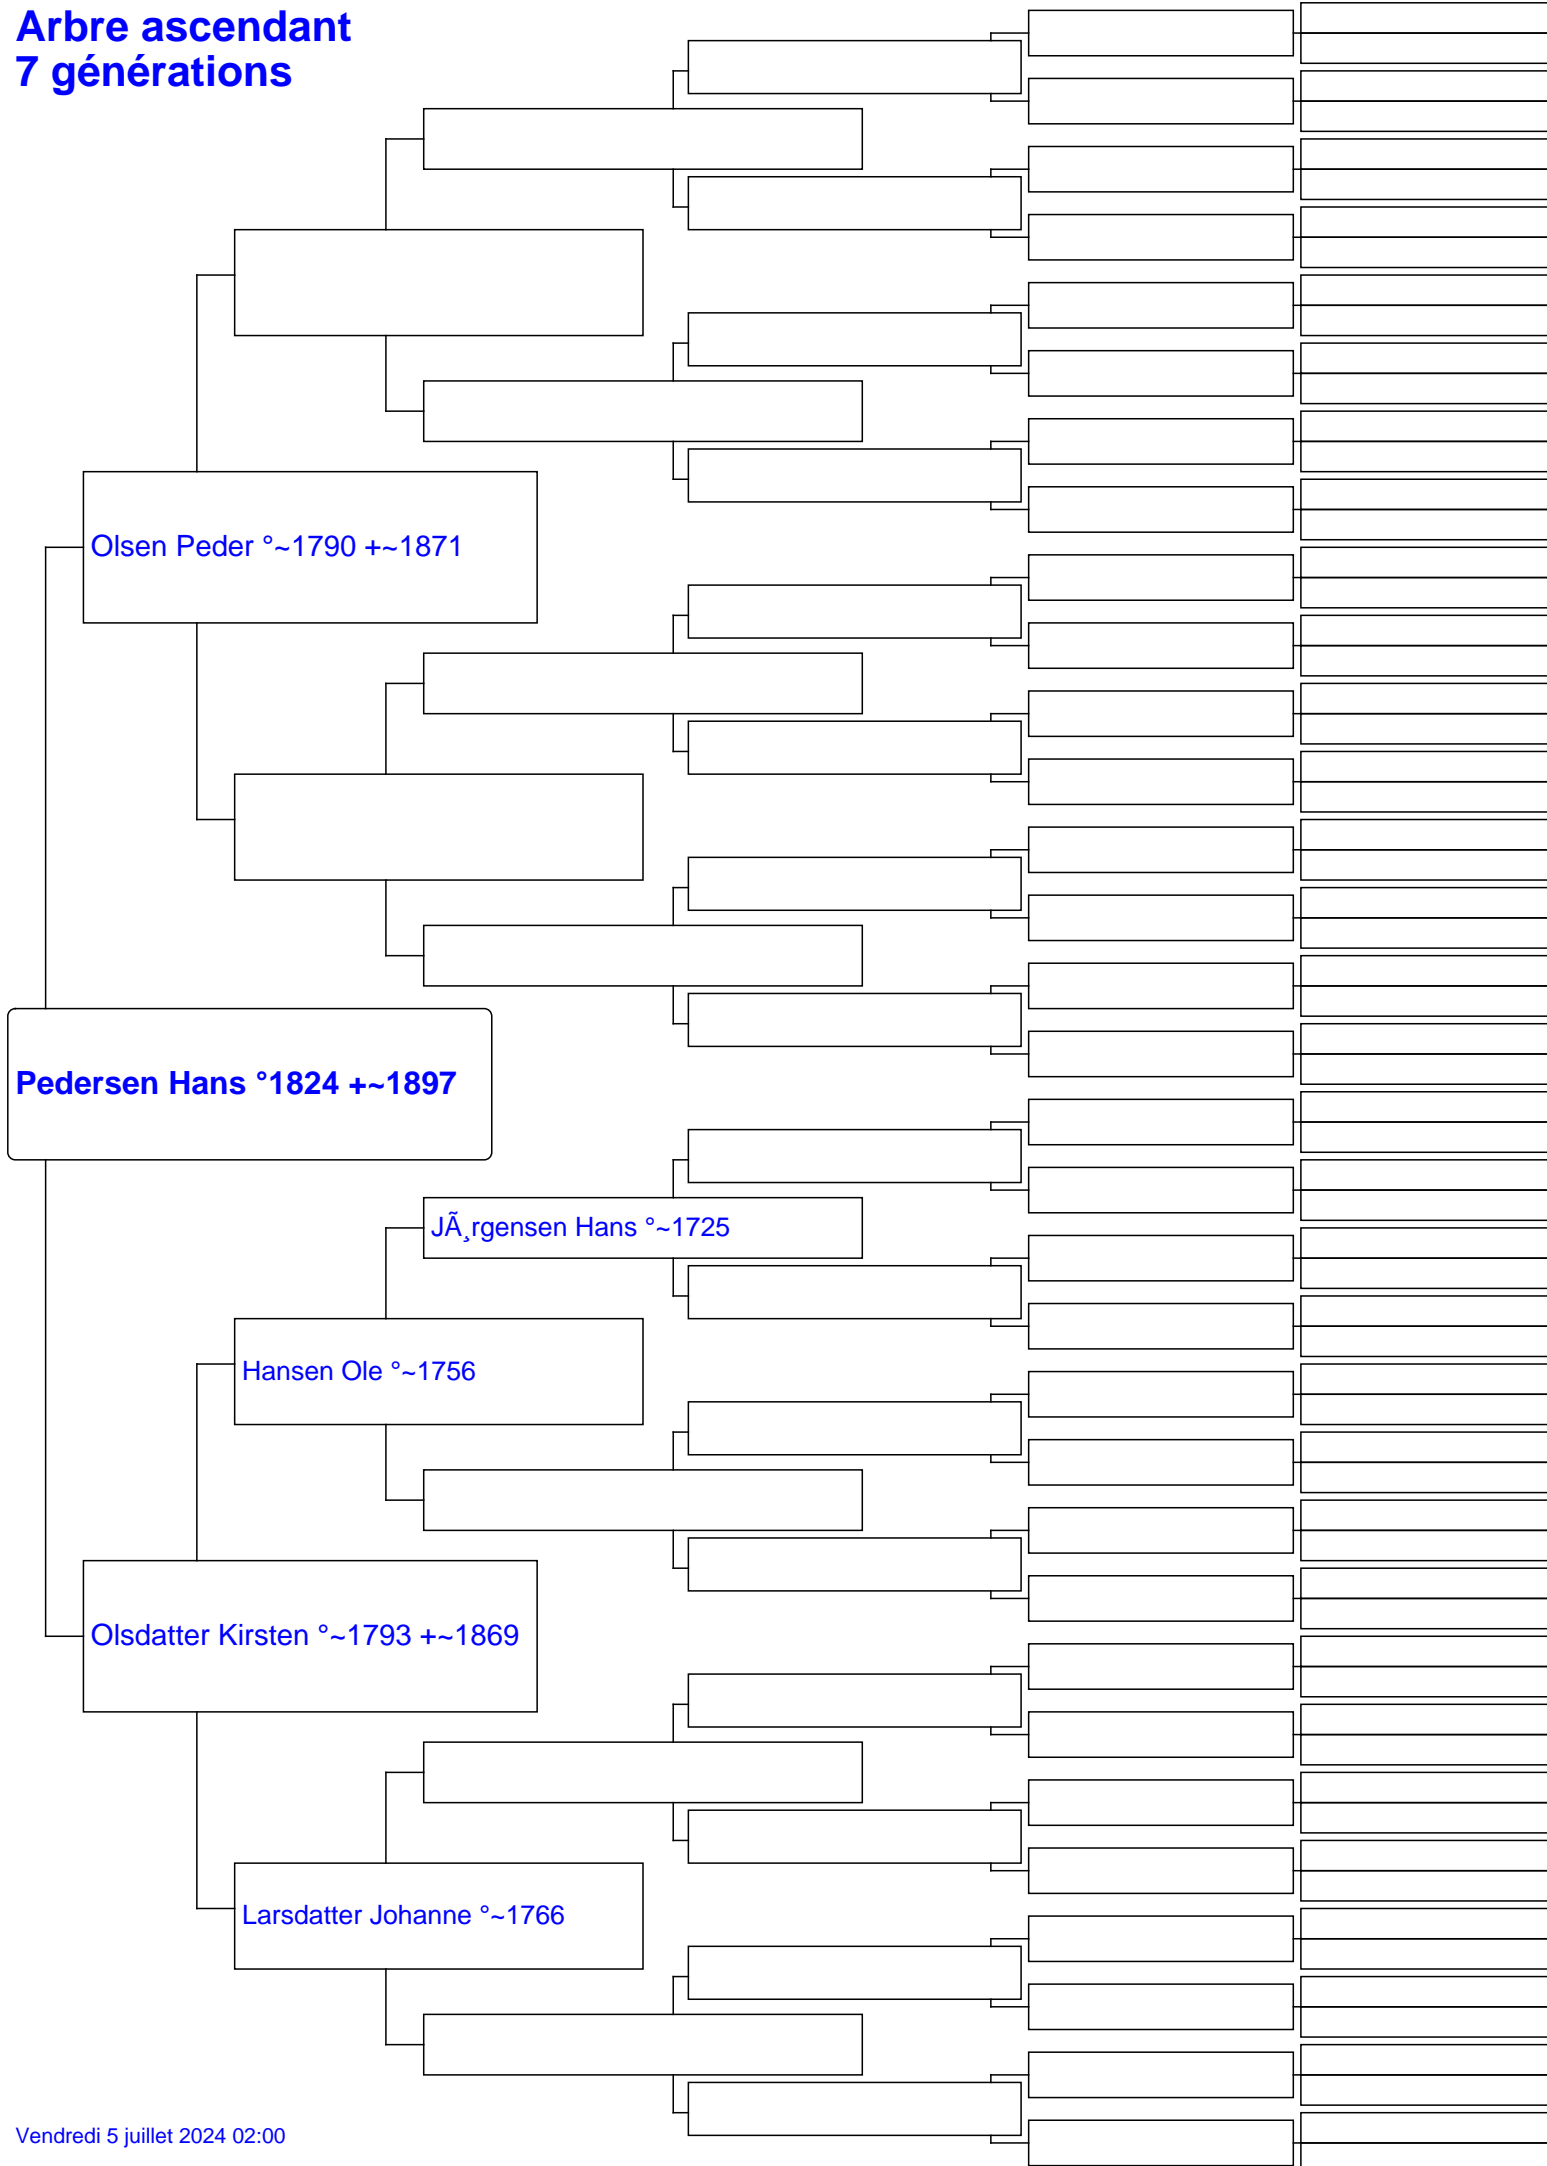 Arbre ascendant
7 générations
Olsen Peder °~1790 +~1871
Pedersen Hans °1824 +~1897
JÃ¸rgensen Hans °~1725
Hansen Ole °~1756
Olsdatter Kirsten °~1793 +~1869
Larsdatter Johanne °~1766
Vendredi 5 juillet 2024 02:00